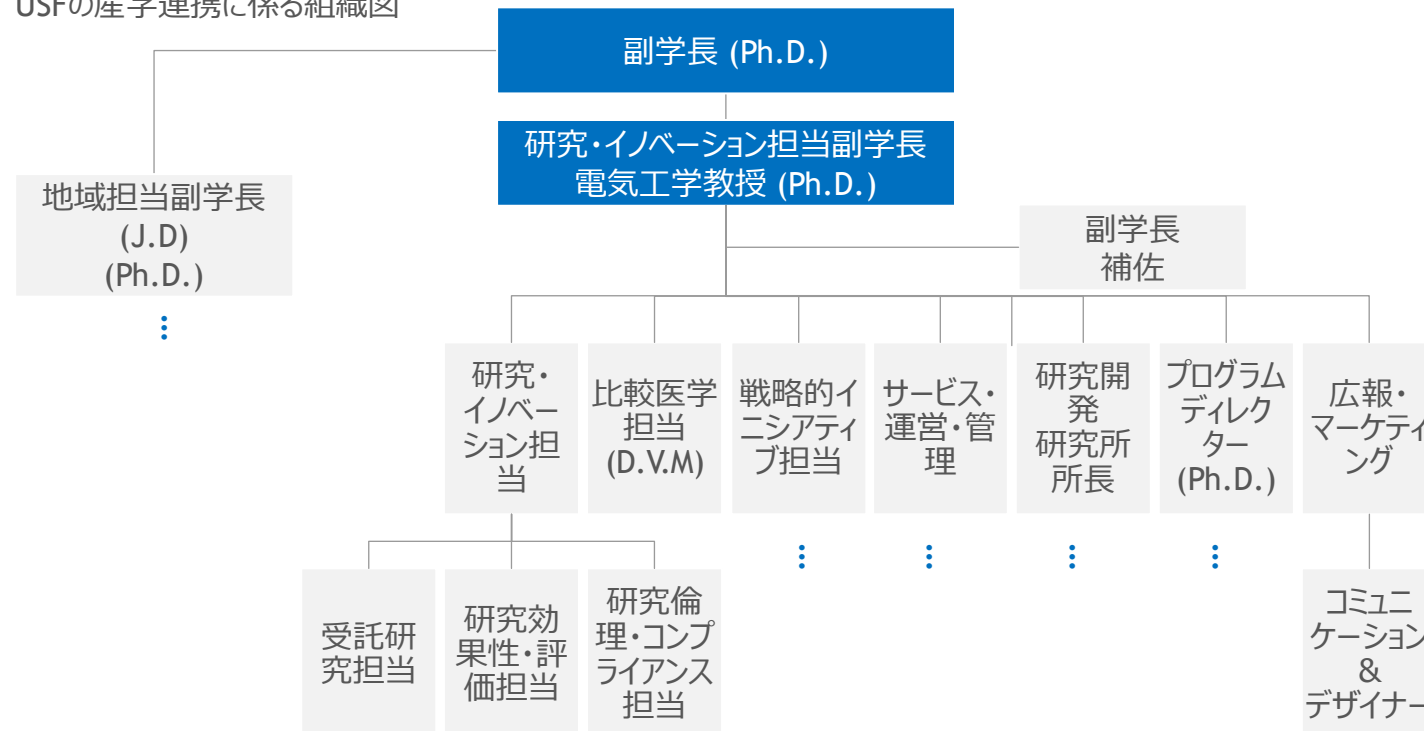 USFの産学連携に係る組織図
副学長 (Ph.D.)
研究・イノベーション担当副学長
電気工学教授 (Ph.D.)
地域担当副学長
(J.D)
(Ph.D.)
副学長
補佐
研究・
イノベー
ション担
当
比較医学
担当
(D.V.M)
戦略的イ
ニシアティ
ブ担当
サービス・
運営・管
理
研究開
発
研究所
所長
プログラム
ディレク
ター
(Ph.D.)
広報・
マーケティ
ング
受託研
究担当
研究効
果性・評
価担当
研究倫
理・コンプ
ライアンス
担当
コミュニ
ケーション
&
デザイナー